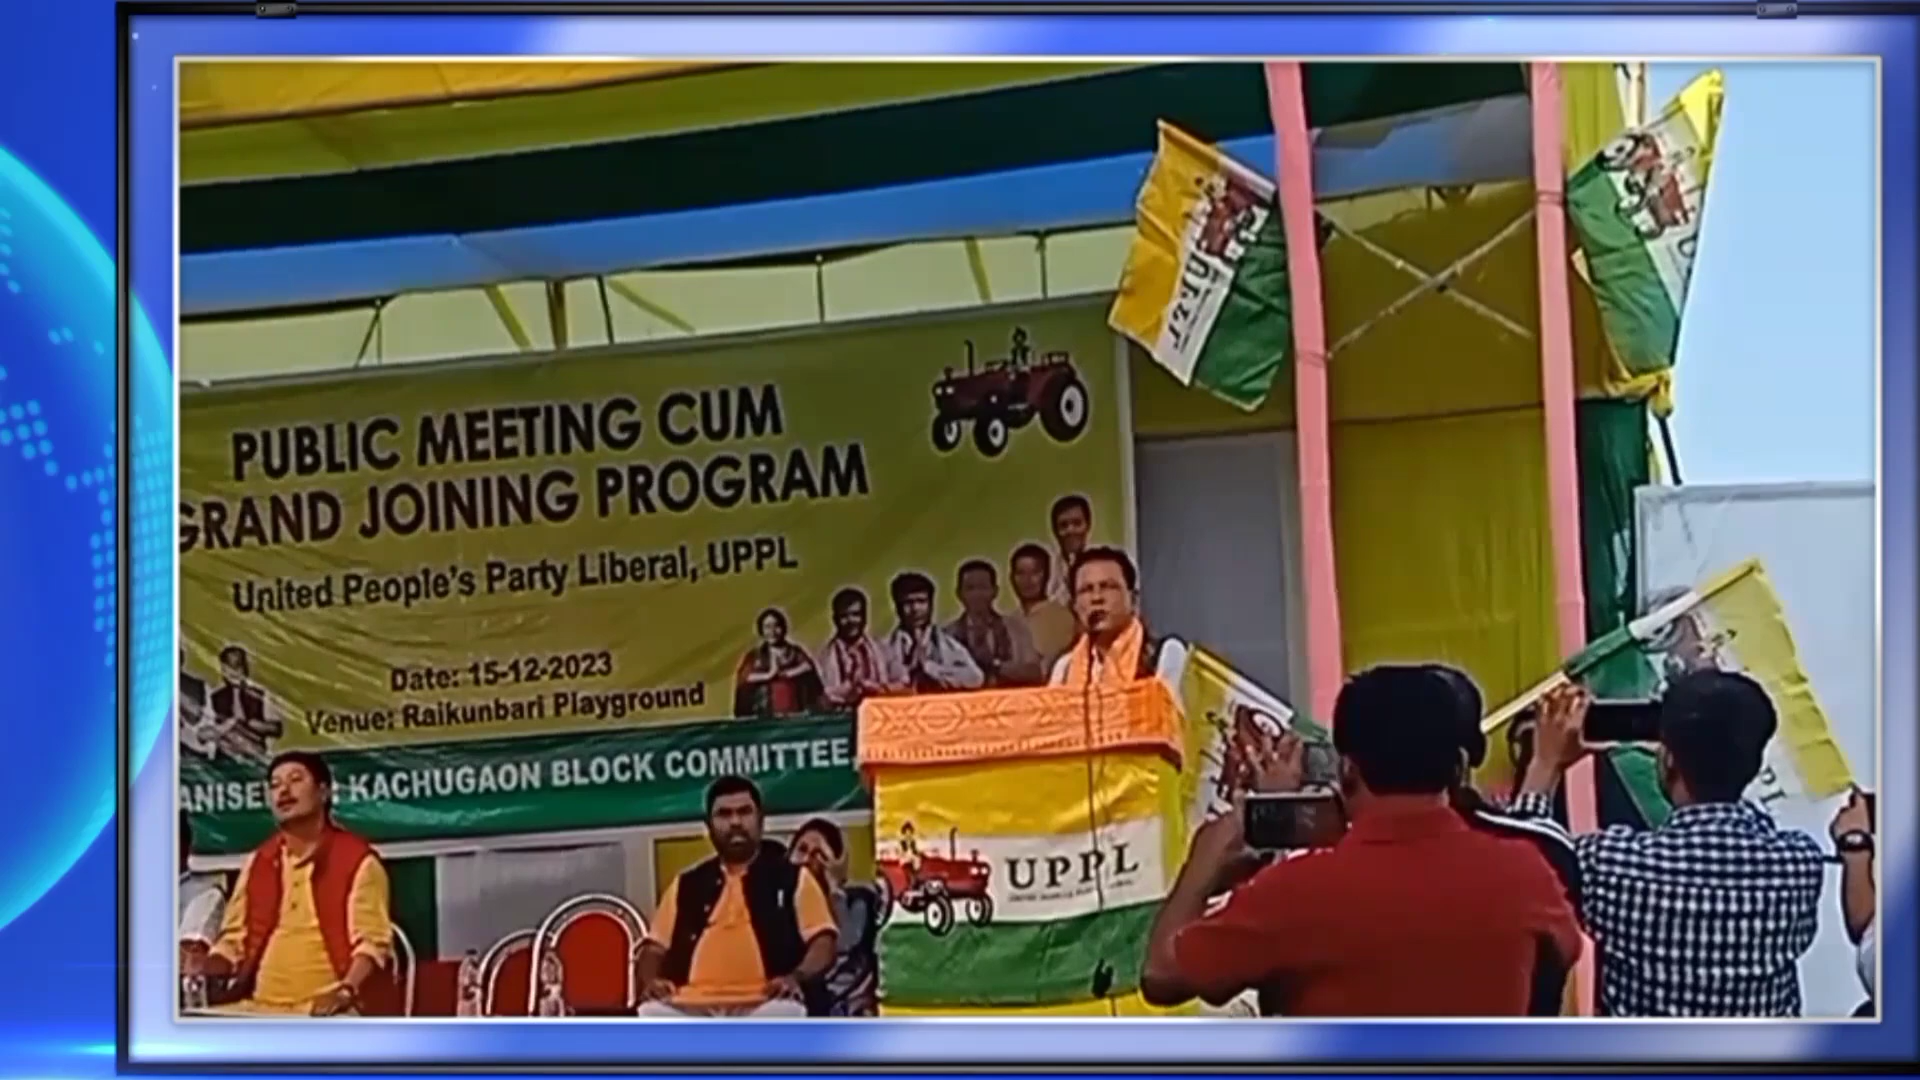 PUBLIC MEETING CUM
GRAND JOINING PROGRAM
United People's Party Liberal, UPPL
Date: 15-12-2023
Venue: Raikunbari Playground
ANISE : KACHUGAON BLOCK COMMITTEE,
UPPL